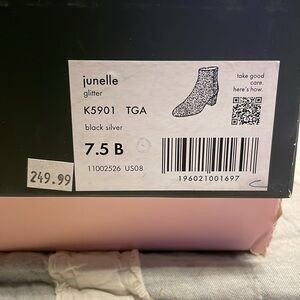 junelle
glitter
K5901 TGA
black silver
7.5 B
11002526 US08
take good
care.
here's how.
196021001697
249.99